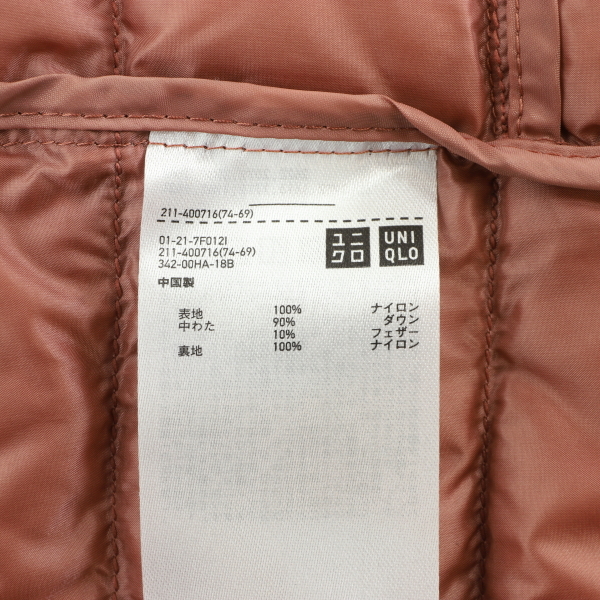 211-400716(74-69)
01-21-7F012I
211-400716(74-69)
342-00HA-18B
ユニクロ
UNIQLO
中国製
表地 100% ナイロン
中わた 90% ダウン
10% フェザー
裏地 100% ナイロン